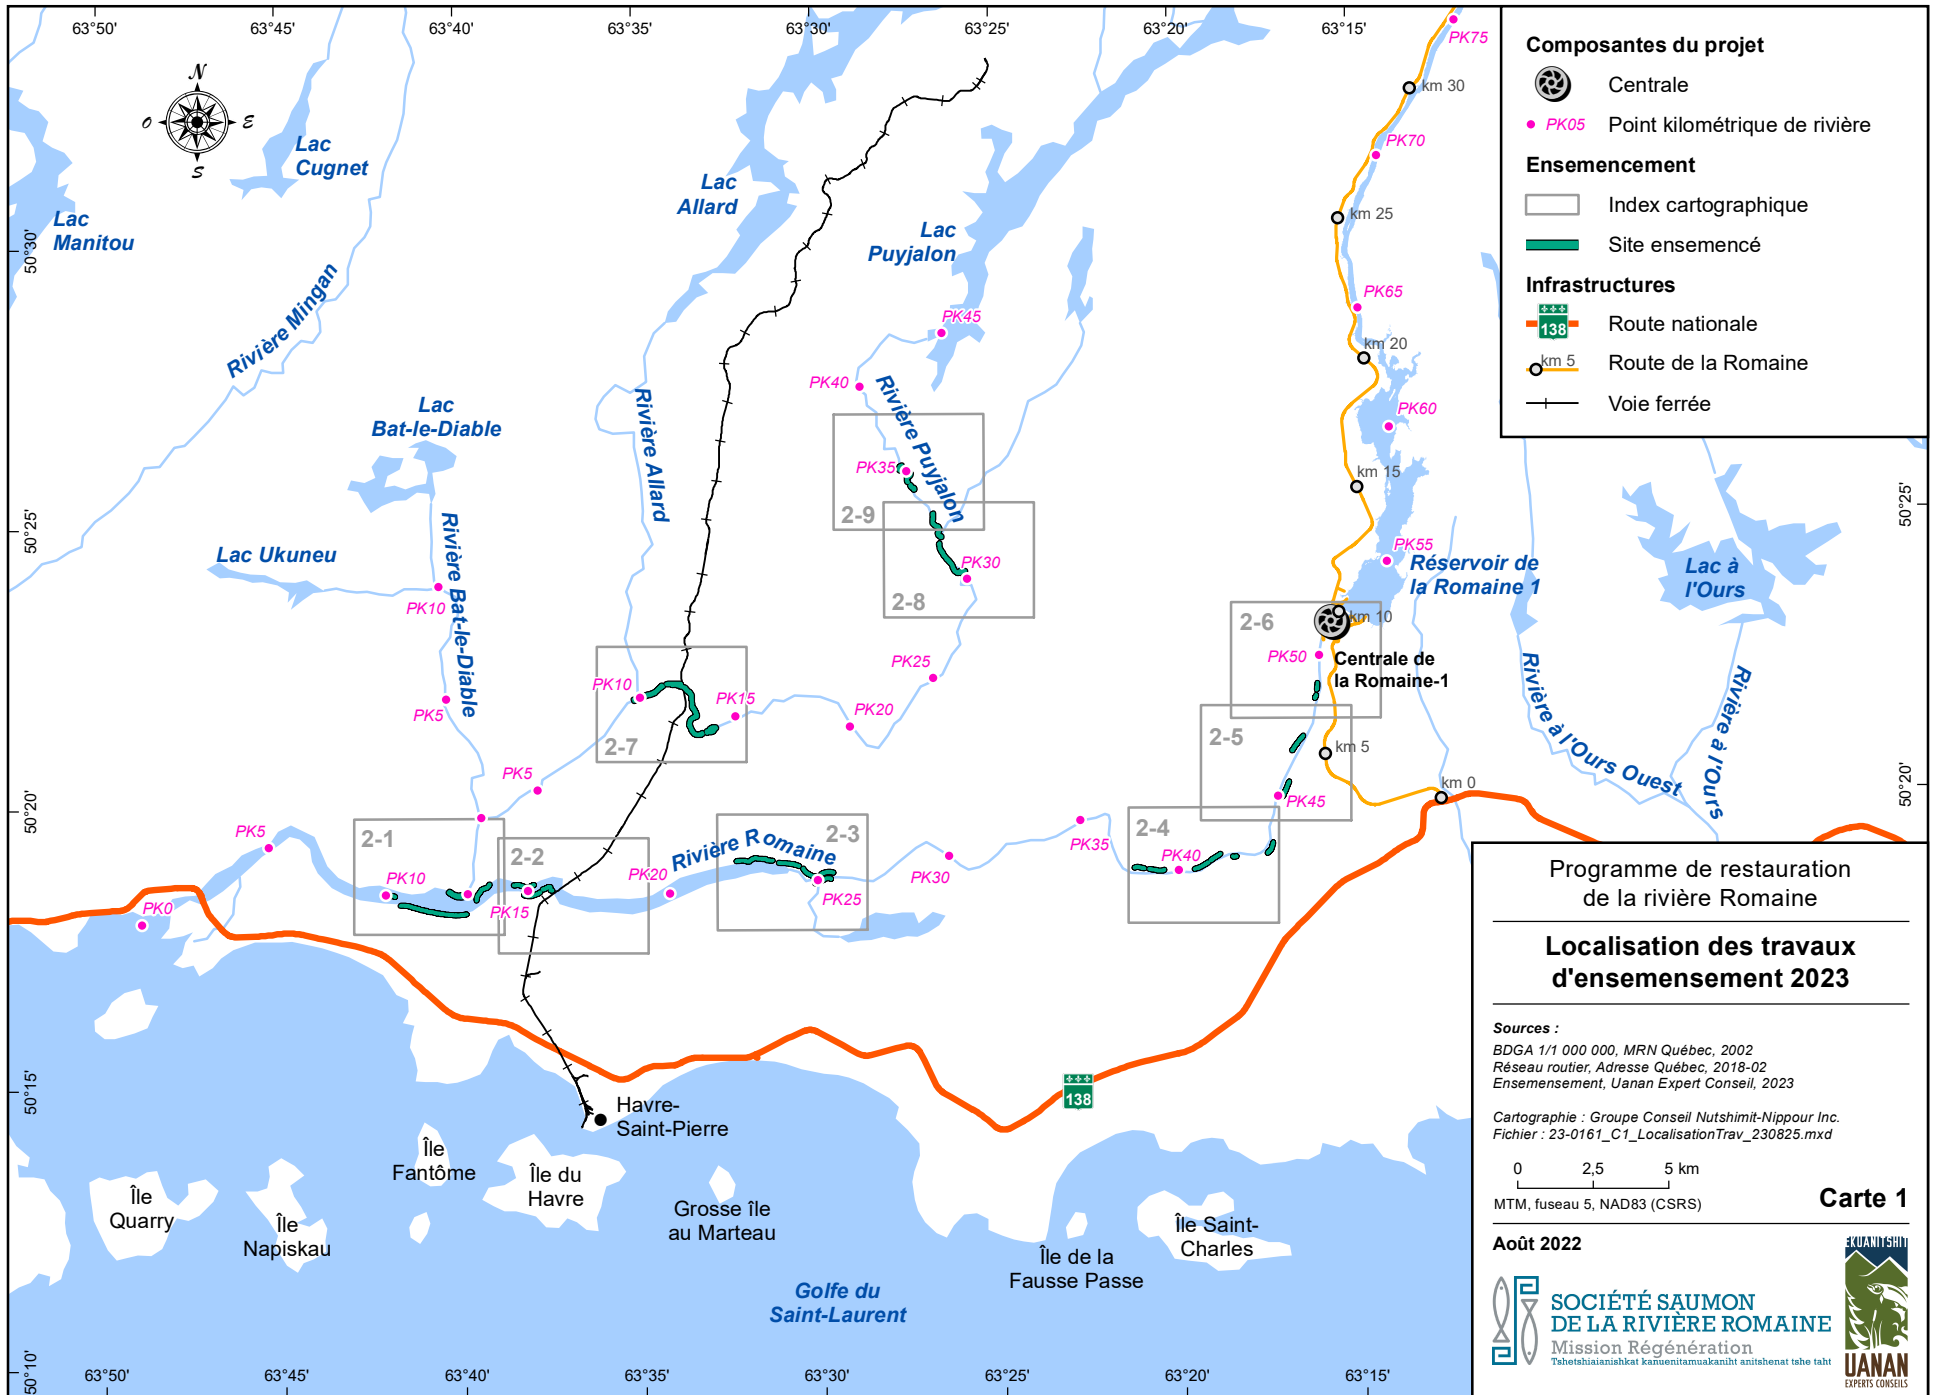 63°50'
63°45'
63°40'
63°35'
63°30'
63°25'
63°20'
63°15'
N
O
E
S
Lac
Cugnet
Lac
Manitou
Rivière Mingan
Lac
Allard
Lac
Puyjalon
Lac
Bat-le-Diable
Lac Ukuneu
Rivière Bat-le-Diable
Rivière Allard
Rivière Puyjalon
Rivière Romaine
Réservoir de
la Romaine 1
Lac à
l'Ours
Rivière à l'Ours Ouest
Rivière à l'Ours
Centrale de
la Romaine-1
50°30'
50°25'
50°20'
50°15'
50°10'
50°25'
50°20'
PK75
km 30
PK70
km 25
PK65
km 20
PK60
km 15
PK55
km 10
PK50
km 5
km 0
PK45
PK40
PK35
PK30
PK25
PK20
PK15
PK10
PK5
PK10
PK5
PK5
PK0
PK10
PK15
PK20
PK25
PK30
PK35
PK40
PK45
2-1
2-2
2-3
2-4
2-5
2-6
2-7
2-8
2-9
138
Havre-
Saint-Pierre
Île
Fantôme
Île du
Havre
Île
Quarry
Île
Napiskau
Grosse île
au Marteau
Île de la
Fausse Passe
Île Saint-
Charles
Golfe du
Saint-Laurent
63°50'
63°45'
63°40'
63°35'
63°30'
63°25'
63°20'
63°15'
Composantes du projet
Centrale
PK05 Point kilométrique de rivière
Ensemencement
Index cartographique
Site ensemencé
Infrastructures
138 Route nationale
km 5 Route de la Romaine
Voie ferrée
Programme de restauration
de la rivière Romaine
Localisation des travaux
d'ensemensement 2023
Sources :
BDGA 1/1 000 000, MRN Québec, 2002
Réseau routier, Adresse Québec, 2018-02
Ensemensement, Uanan Expert Conseil, 2023
Cartographie : Groupe Conseil Nutshimit-Nippour Inc.
Fichier : 23-0161_C1_LocalisationTrav_230825.mxd
0 2,5 5 km
MTM, fuseau 5, NAD83 (CSRS)
Carte 1
Août 2022
SOCIÉTÉ SAUMON
DE LA RIVIÈRE ROMAINE
Mission Régénération
Tshetshiaianishkat kanuenitamuakaniht anitshenat tshe taht
EKUANITSHIT
UANAN
EXPERTS CONSEILS